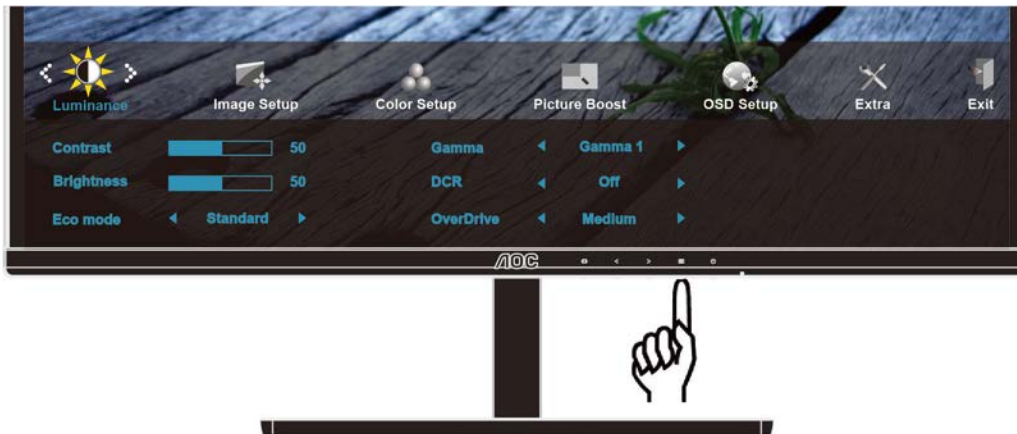 Luminance Image Setup Color Setup Picture Boost OSD Setup Extra Exit
Contrast 50 Gamma Gamma 1
Brightness 50 DCR Off
Eco mode Standard OverDrive Medium
AOC